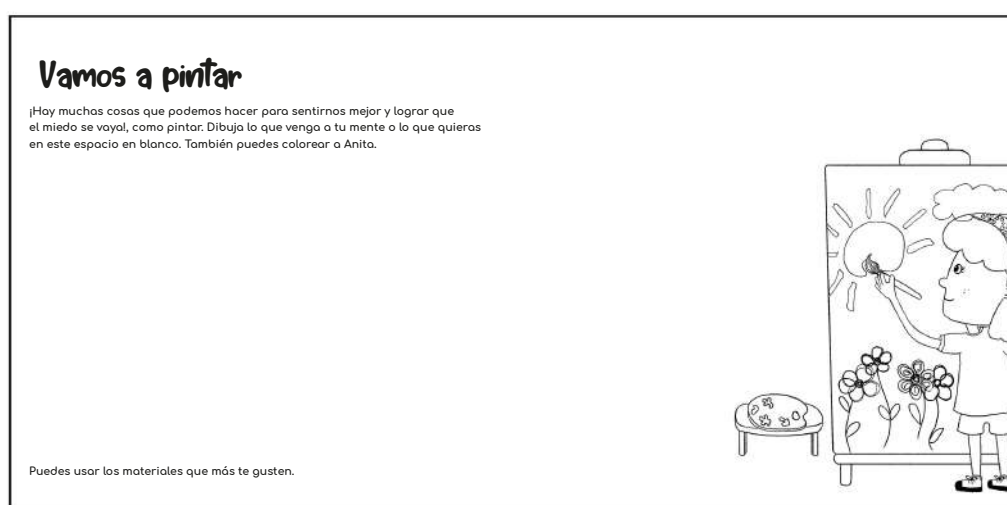 Vamos a pintar
¡Hay muchas cosas que podemos hacer para sentirnos mejor y lograr que
el miedo se vaya!, como pintar. Dibuja lo que venga a tu mente o lo que quieras
en este espacio en blanco. También puedes colorear a Anita.
Puedes usar los materiales que más te gusten.